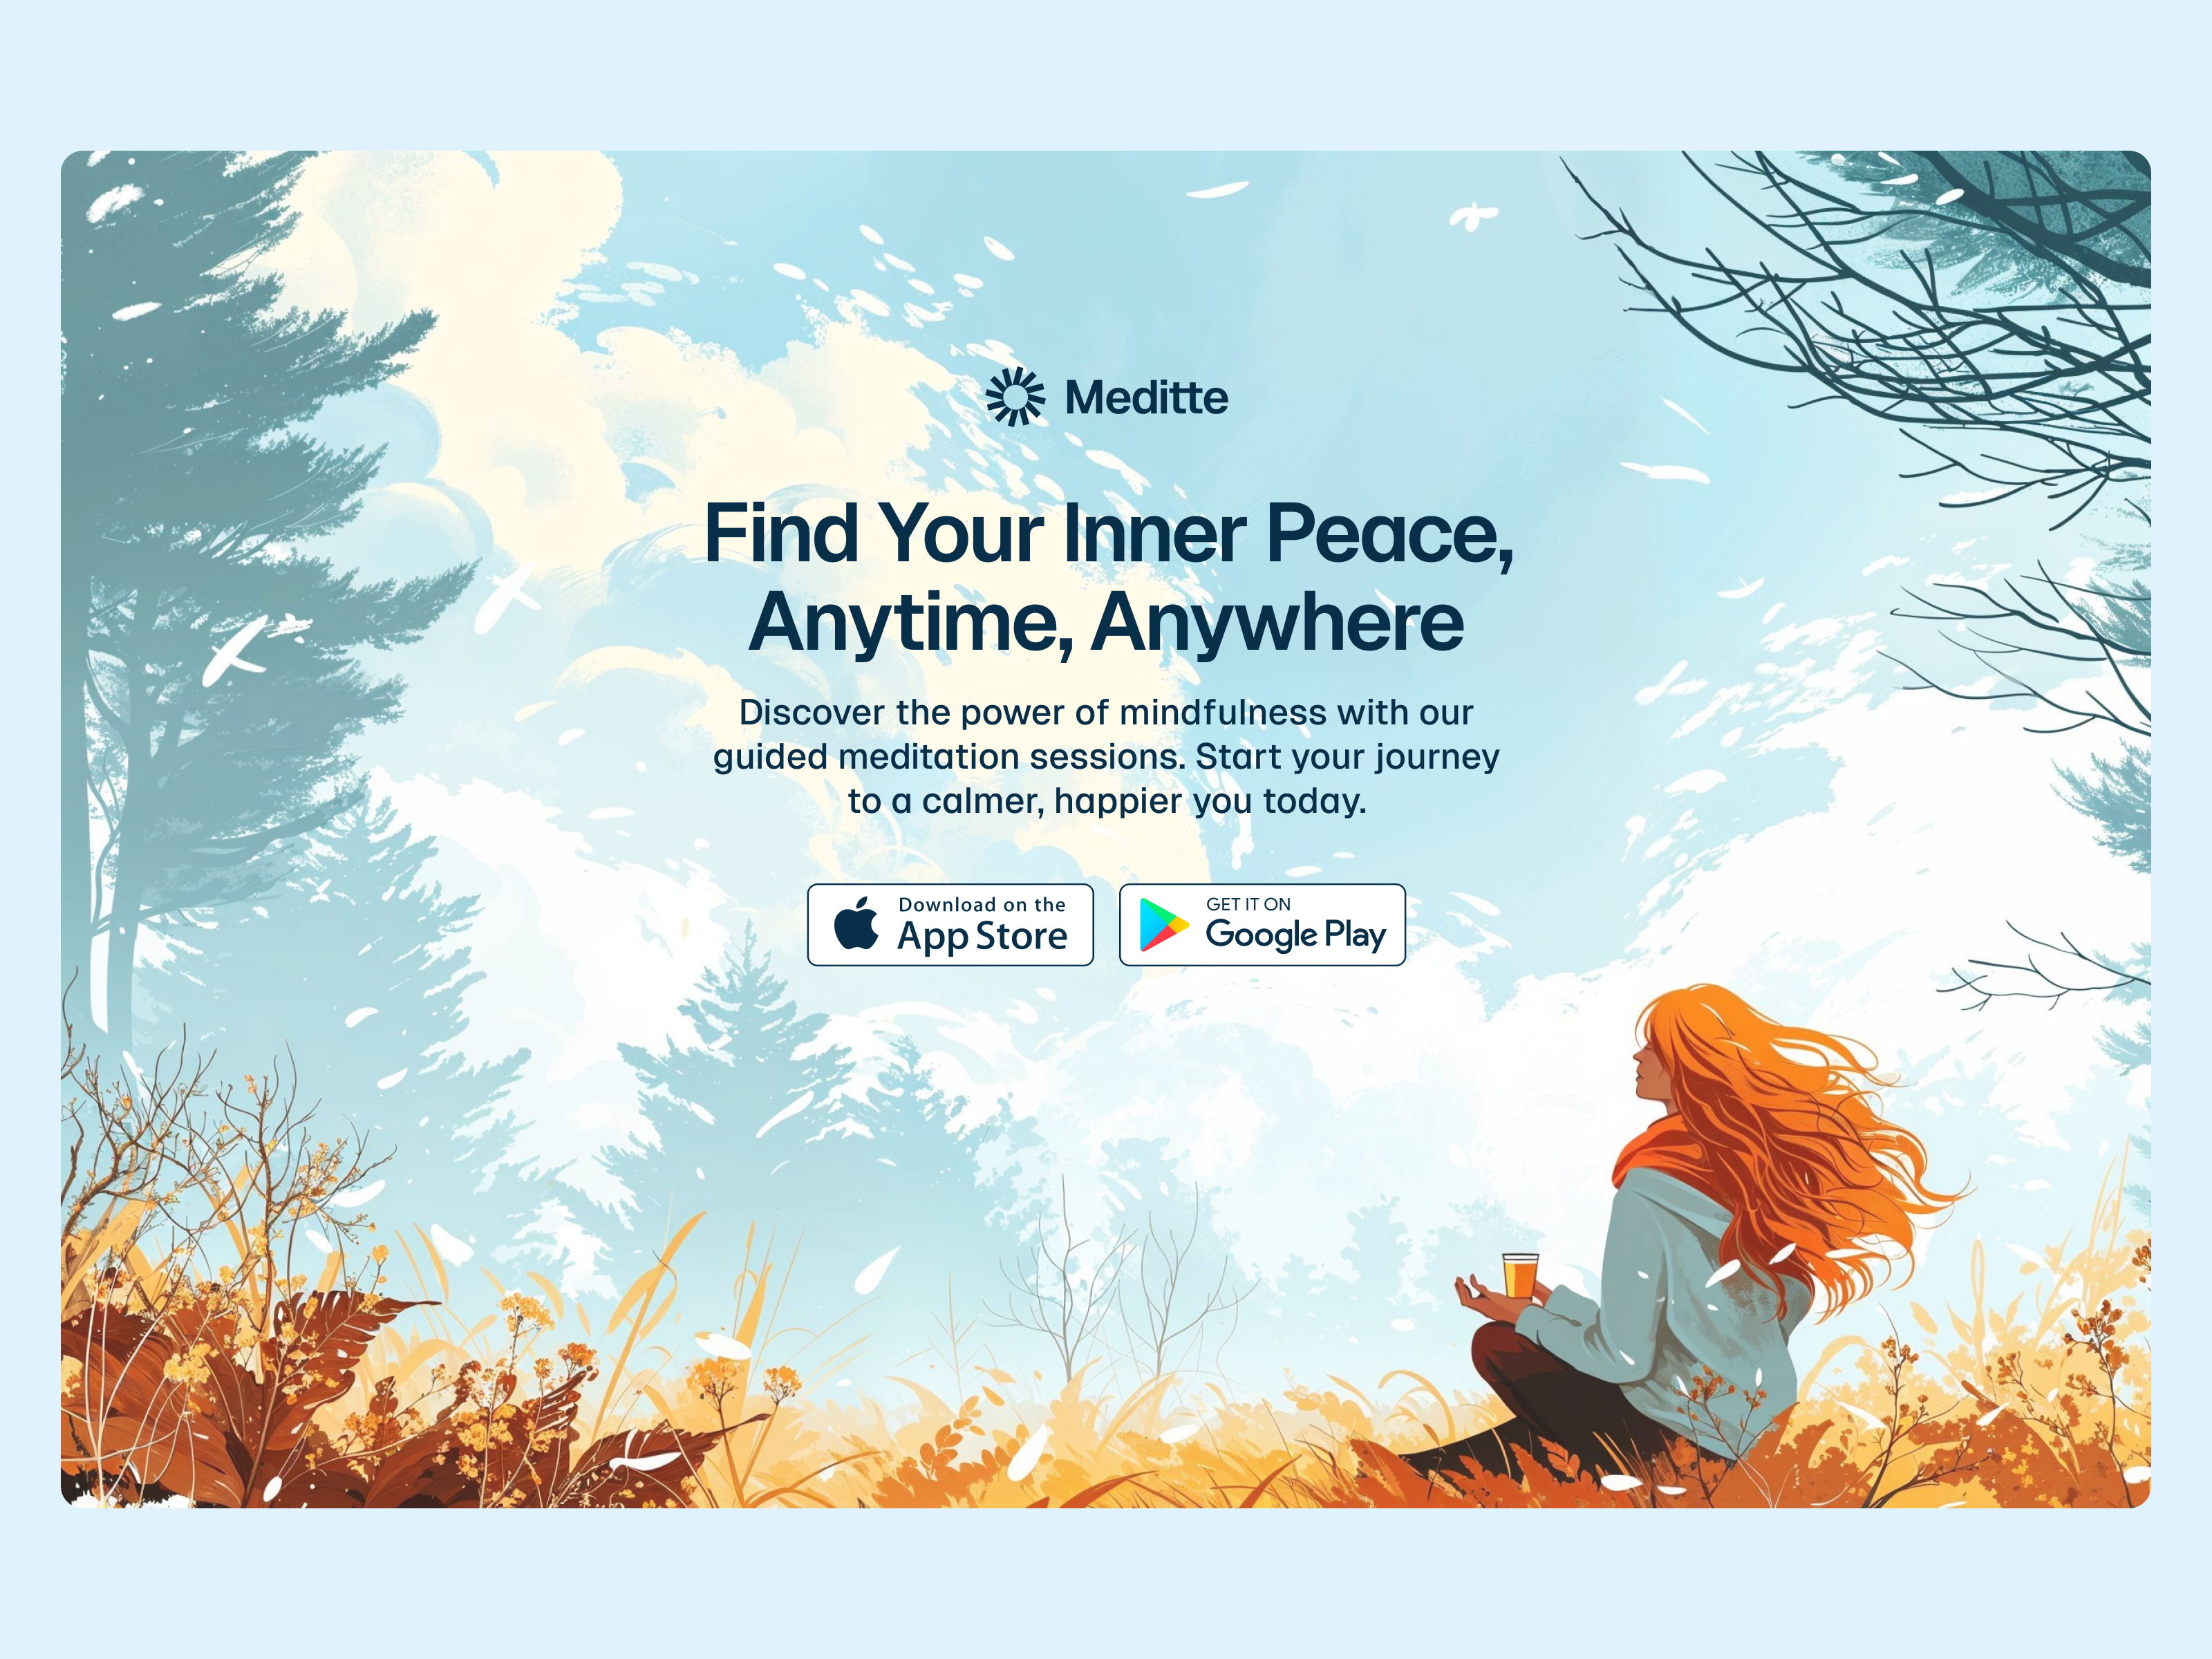 Meditte
Find Your Inner Peace,
Anytime, Anywhere
Discover the power of mindfulness with our
guided meditation sessions. Start your journey
to a calmer, happier you today.
Download on the
App Store
GET IT ON
Google Play